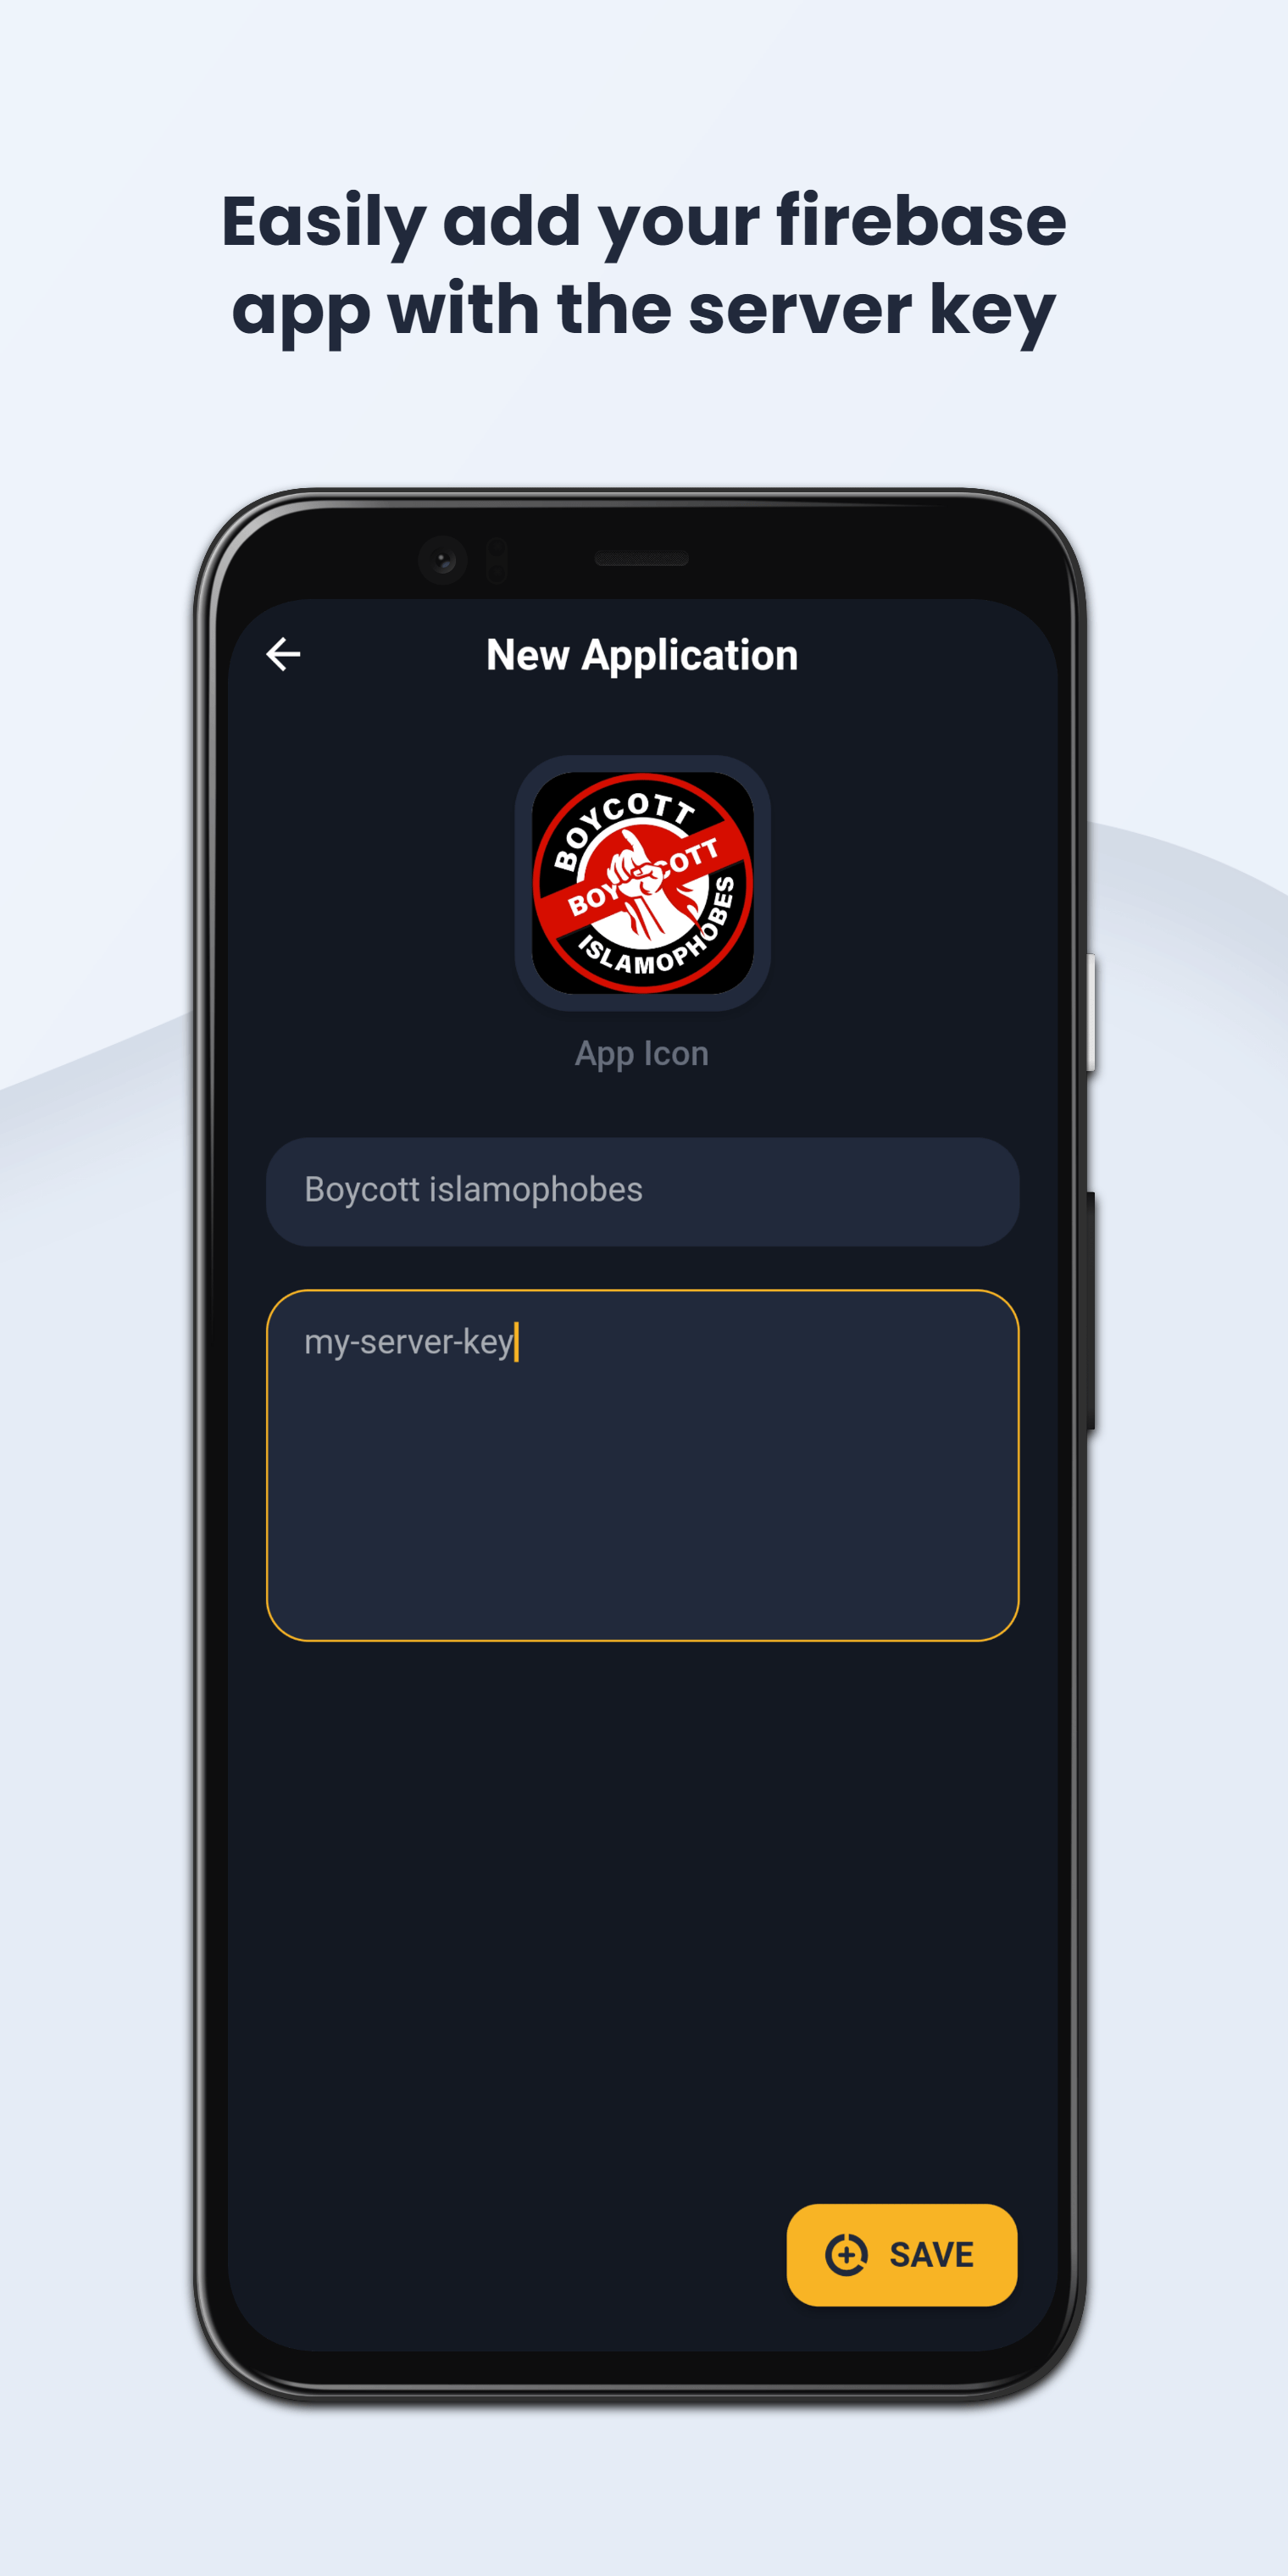 Easily add your firebase
app with the server key
New Application
BOYCOTT
BOYCOTT
ISLAMOPHOBES
App Icon
Boycott islamophobes
my-server-key
SAVE